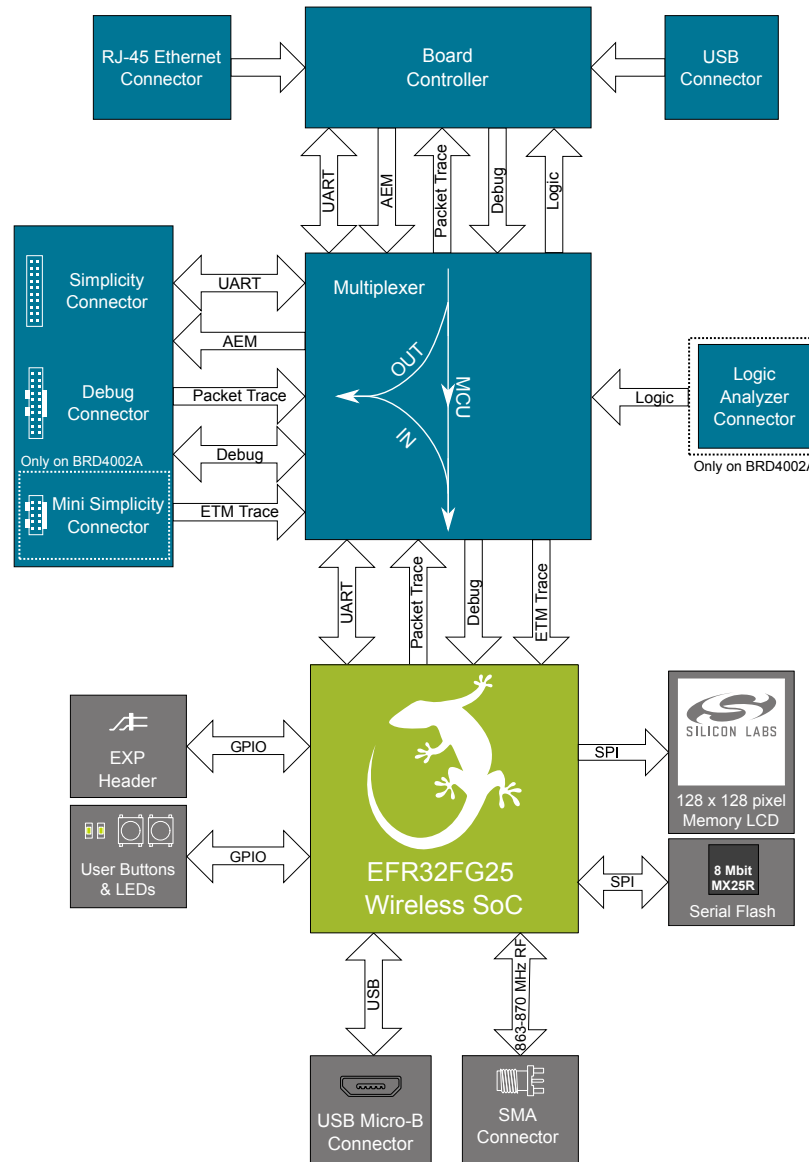 RJ-45 Ethernet
Connector
Board
Controller
USB
Connector
UART
AEM
Packet Trace
Debug
Logic
Simplicity
Connector
Debug
Connector
Only on BRD4002A
Mini Simplicity
Connector
UART
AEM
Packet Trace
Debug
ETM Trace
Multiplexer
OUT
MCU
IN
Logic
Logic
Analyzer
Connector
Only on BRD4002A
UART
Packet Trace
Debug
ETM Trace
EXP
Header
GPIO
User Buttons
& LEDs
GPIO
EFR32FG25
Wireless SoC
SPI
SILICON LABS
128 x 128 pixel
Memory LCD
SPI
8 Mbit
MX25R
Serial Flash
USB
863-870 MHz RF
USB Micro-B
Connector
SMA
Connector